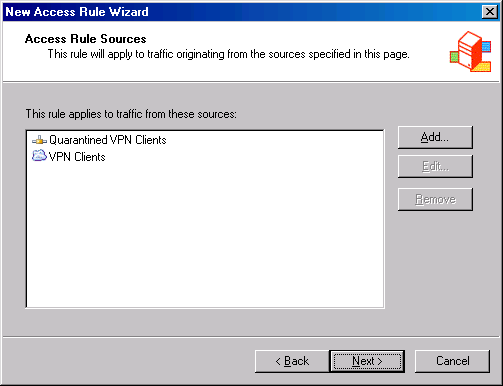 New Access Rule Wizard
Access Rule Sources
This rule will apply to traffic originating from the sources specified in this page.
This rule applies to traffic from these sources:
Quarantined VPN Clients
VPN Clients
Add...
Edit...
Remove
< Back
Next >
Cancel